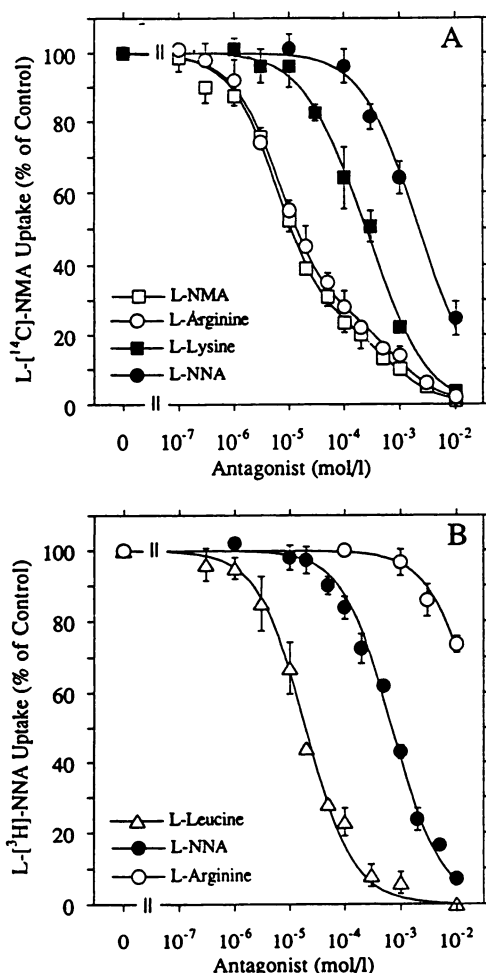 A
L-[¹⁴C]-NMA Uptake (% of Control)
100
80
60
40
20
0
L-NMA
L-Arginine
L-Lysine
L-NNA
0 10⁻⁷ 10⁻⁶ 10⁻⁵ 10⁻⁴ 10⁻³ 10⁻²
Antagonist (mol/l)
B
L-[³H]-NNA Uptake (% of Control)
100
80
60
40
20
0
L-Leucine
L-NNA
L-Arginine
0 10⁻⁷ 10⁻⁶ 10⁻⁵ 10⁻⁴ 10⁻³ 10⁻²
Antagonist (mol/l)